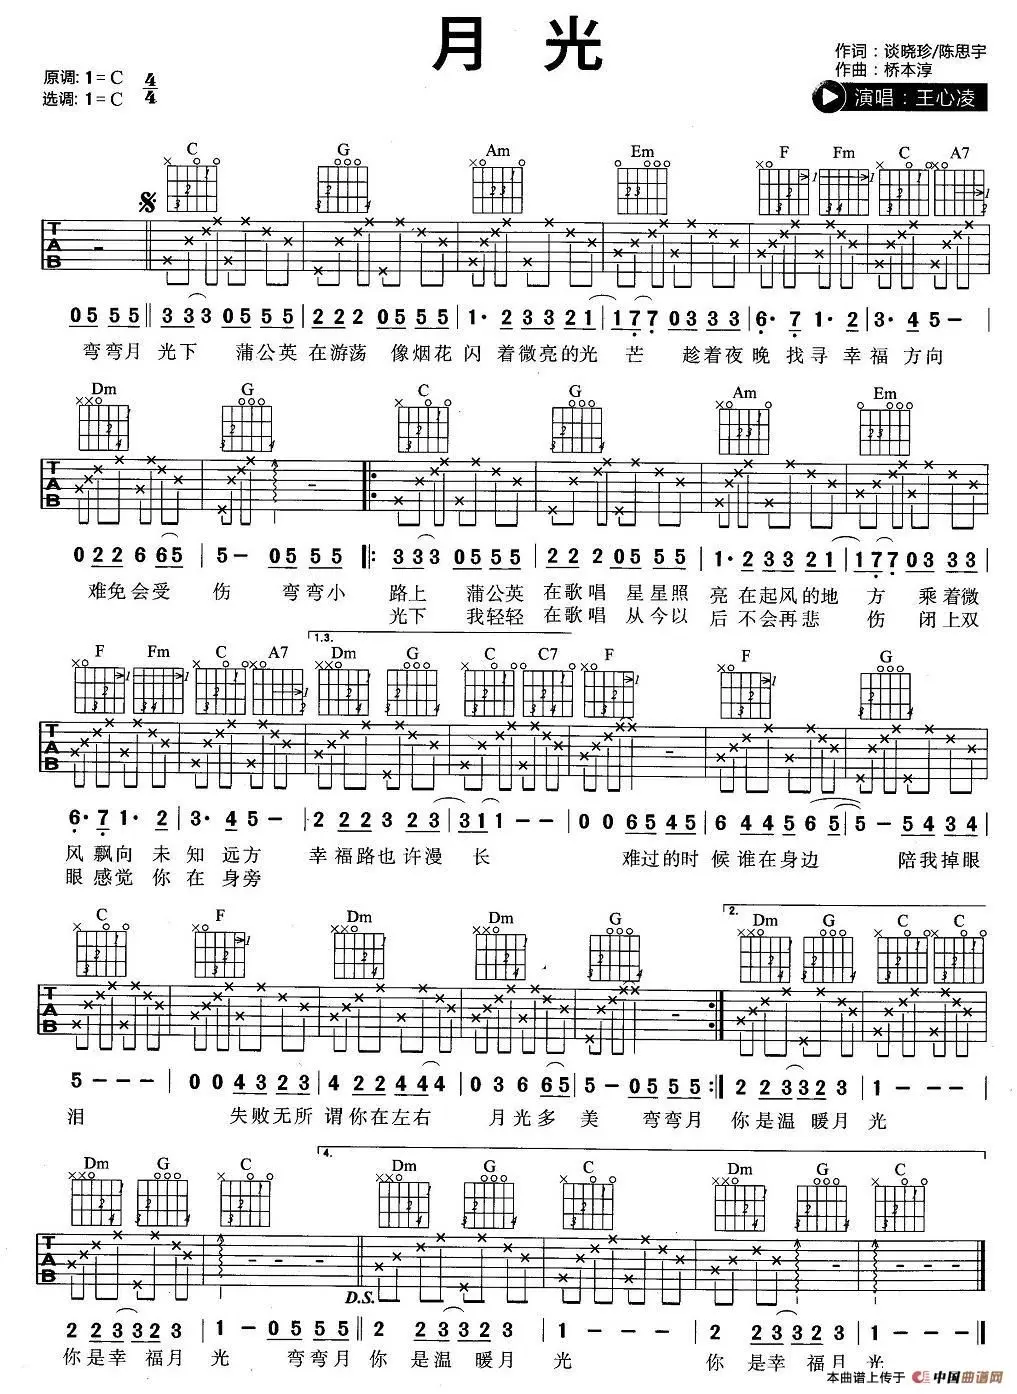 月 光
作词：谈晓珍/陈思宇
作曲：桥本淳
演唱：王心凌
原调: 1 = C 4/4
选调: 1 = C
C G Am Em F Fm C A7
TAB
0 5 5 5 ‖ 3 3 3 0 5 5 5 | 2 2 2 0 5 5 5 | 1· 2 3 3 2 1 | 1 7 7 0 3 3 3 | 6· 7 1· 2 | 3· 4 5 - |
弯弯月 光下 蒲公英 在游荡 像烟花 闪 着微亮的光 芒 趁着夜 晚 找寻 幸 福 方向
Dm G C G Am Em
TAB
0 2 2 6 6 5 | 5 - 0 5 5 5 ‖: 3 3 3 0 5 5 5 | 2 2 2 0 5 5 5 | 1· 2 3 3 2 1 | 1 7 7 0 3 3 3 |
难免会受 伤 弯弯小 路上 蒲公英 在歌唱 星星照 亮 在起风的地 方 乘着微
光下 我轻轻 在歌唱 从今以 后 不会再悲 伤 闭上双
1.3.
F Fm C A7 Dm G C C7 F F G
TAB
6· 7 1· 2 | 3· 4 5 - | 2 2 2 3 2 3 | 3 1 1 - - | 0 0 6 5 4 5 | 6 4 5 6 5 | 5 - 5 4 3 4 |
风飘向 未 知 远方 幸福路也 许漫 长 难过的时 候谁在身边 陪我掉眼
眼感觉 你 在 身旁
2.
C F Dm Dm G Dm G C C
TAB
5 - - - | 0 0 4 3 2 3 | 4 2 2 4 4 4 | 0 3 6 6 5 | 5 - 0 5 5 5 :‖ 2 2 3 3 2 3 | 1 - - - |
泪 失败无所 谓你在左右 月光多 美 弯弯月 你是温 暖月 光
4.
Dm G C Dm G C Dm G C
TAB
D.S.
2 2 3 3 2 3 | 1 - 0 5 5 5 ‖ 2 2 3 3 2 3 | 1 - - - | 2 2 3 3 2 3 | 1 - - - ‖
你是幸 福月 光 弯弯月 你 是温 暖月 光 你 是幸 福月 光
本曲谱上传于 中国曲谱网